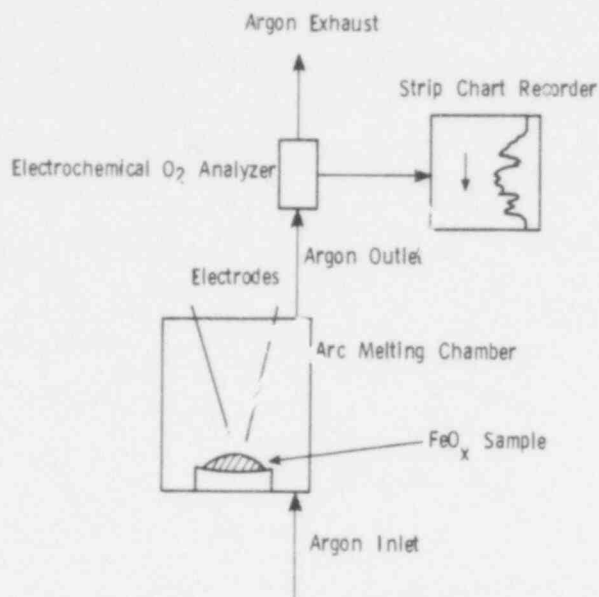 Argon Exhaust
Strip Chart Recorder
Electrochemical O₂ Analyzer
Argon Outlet
Electrodes
Arc Melting Chamber
FeOₓ Sample
Argon Inlet